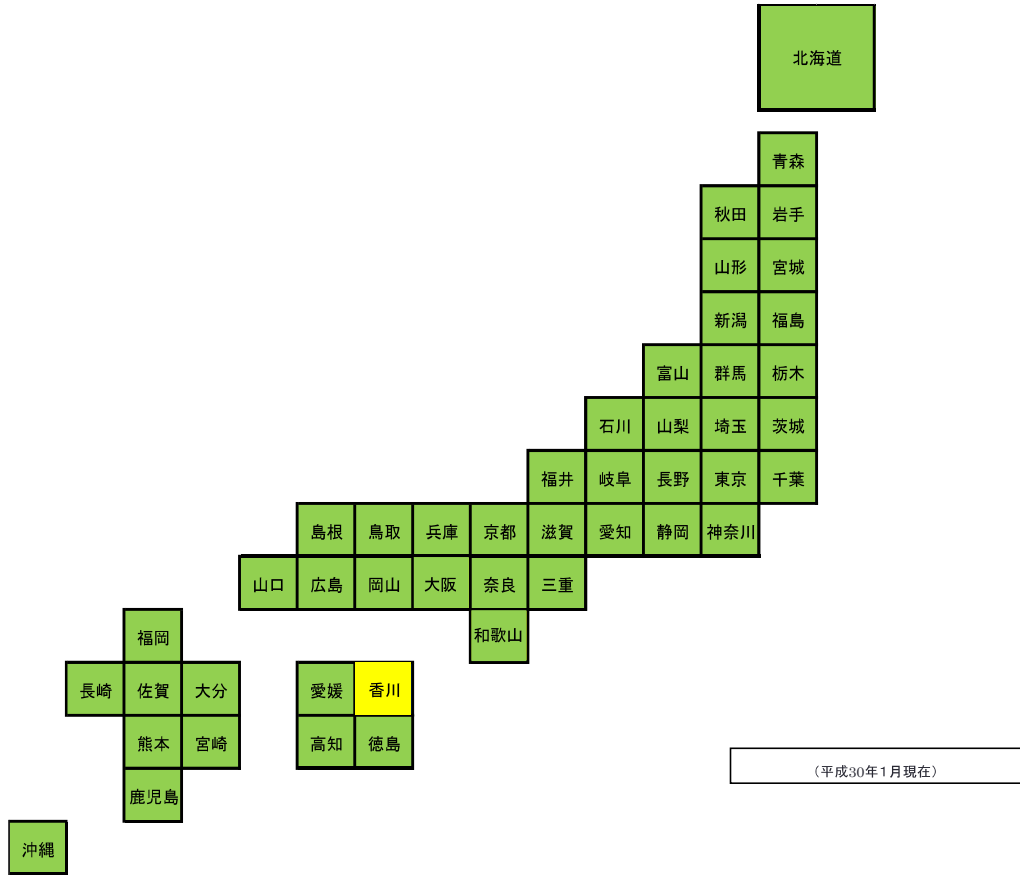 北海道
青森
秋田 岩手
山形 宮城
新潟 福島
富山 群馬 栃木
石川 山梨 埼玉 茨城
福井 岐阜 長野 東京 千葉
島根 鳥取 兵庫 京都 滋賀 愛知 静岡 神奈川
山口 広島 岡山 大阪 奈良 三重
福岡 和歌山
長崎 佐賀 大分 愛媛 香川
熊本 宮崎 高知 徳島
(平成30年1月現在)
鹿児島
沖縄